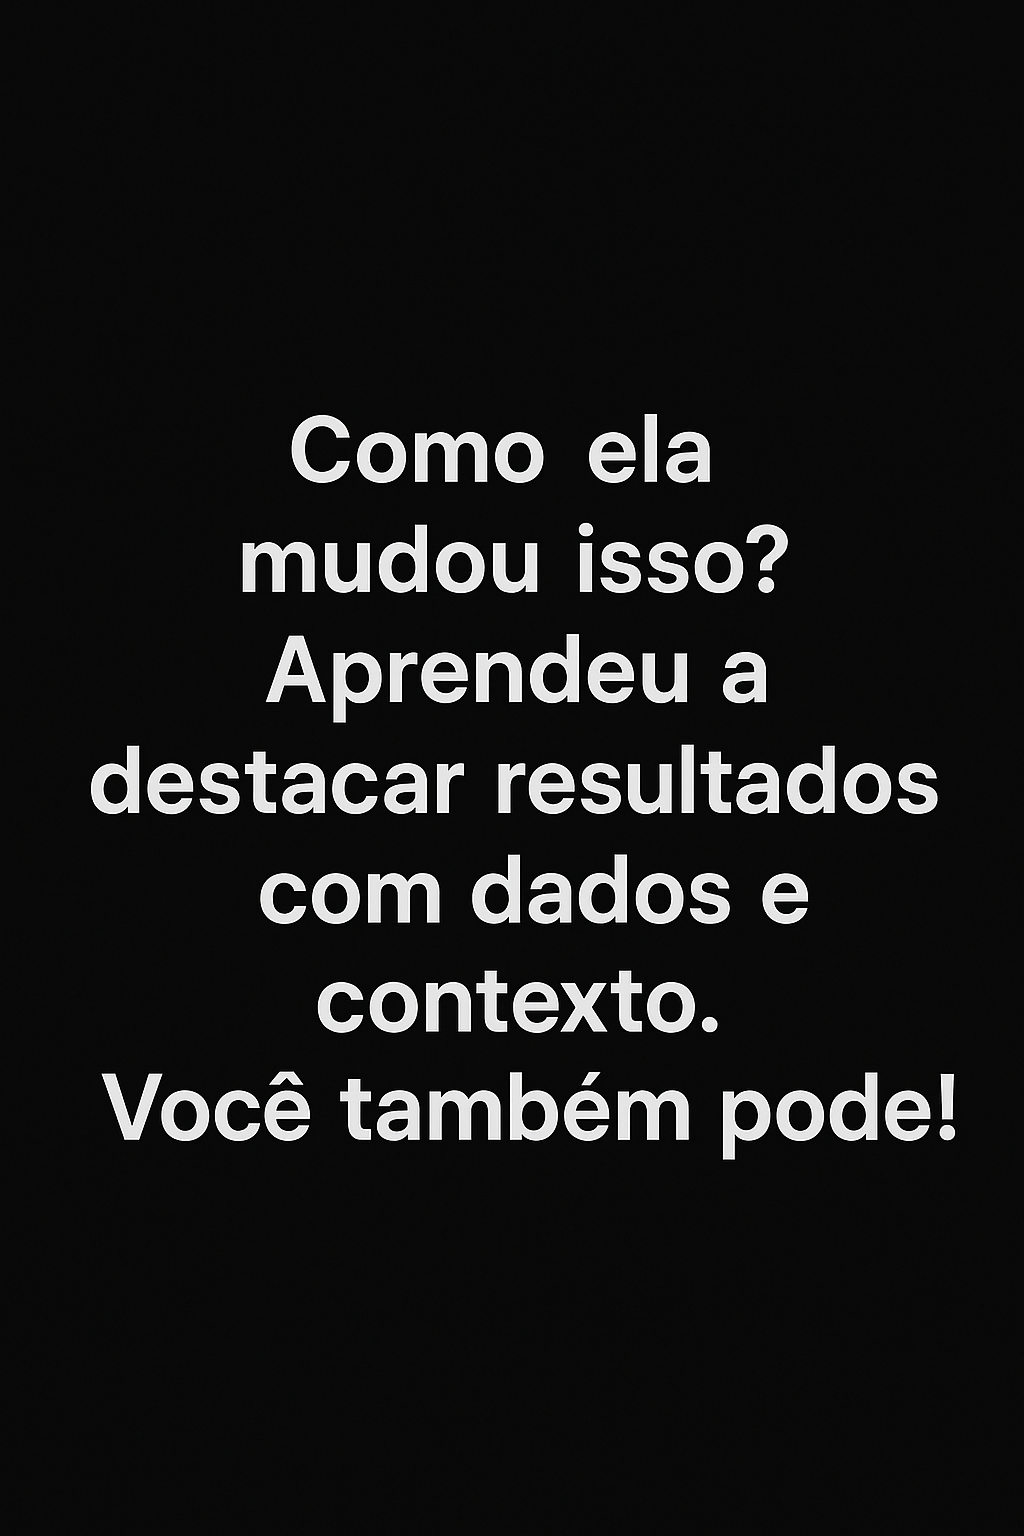 Como ela
mudou isso?
Aprendeu a
destacar resultados
com dados e
contexto.
Você também pode!